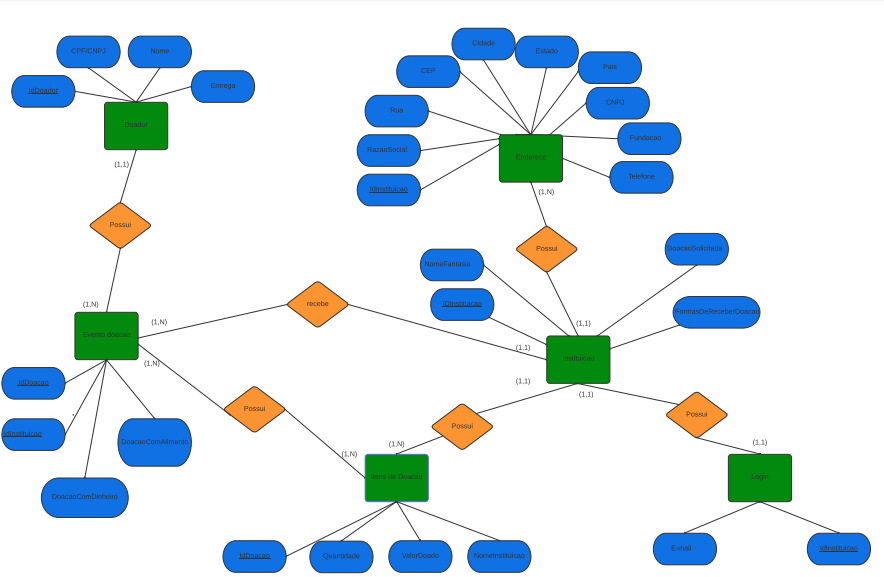 Cidade
Estado
CPF/CNPJ
Nome
Pais
CEP
Entrega
IdDoador
CNPJ
Rua
Doador
Fundacao
RazaoSocial
Endereco
(1,1)
Telefone
IdInstituicao
(1,N)
Possui
Possui
DoacaoSolicitada
NomeFantasia
recebe
IDInstituicao
(1,N)
FormasDeReceberDoacao
(1,N)
(1,1)
Evento doacao
(1,1)
Instituicao
(1,N)
IdDoacao
(1,1)
(1,1)
Possui
Possui
Possui
IdInstituicao
DoacaoComAlimento
(1,N)
(1,1)
(1,N)
Itens de Doacao
Login
DoacaoComDinheiro
IdDoacao
Quantidade
ValorDoado
NomeInstituicao
E-mail
IdInstituicao